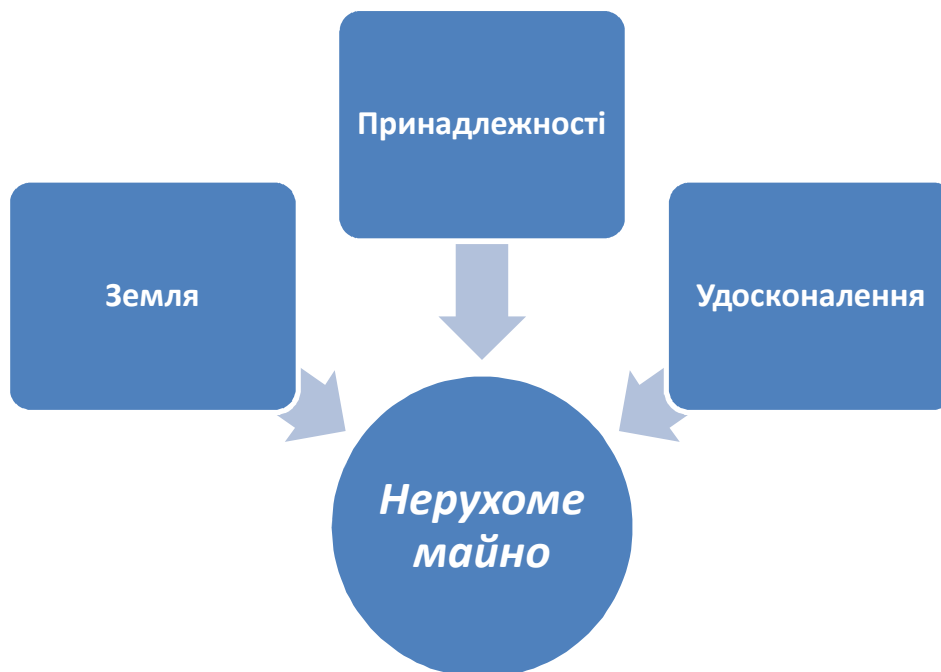 Принадлежності
Земля
Удосконалення
Нерухоме
майно